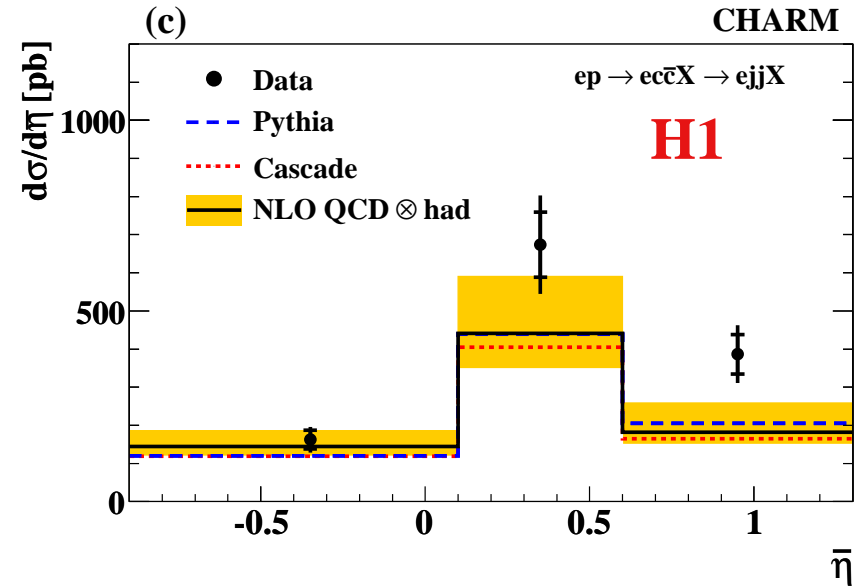 (c) CHARM
dσ/dη̅ [pb]
Data
Pythia
Cascade
NLO QCD ⊗ had
ep → ecc̅X → ejjX
H1
1000
500
0
-0.5 0 0.5 1
η̅